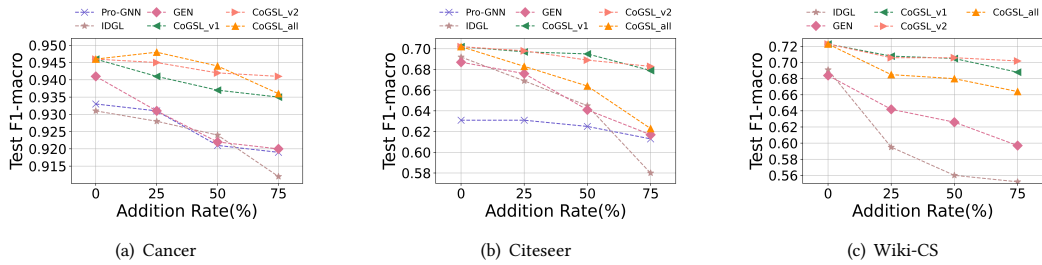 Pro-GNN GEN CoGSL_v2
IDGL CoGSL_v1 CoGSL_all
0.950
0.945
0.940
0.935
0.930
0.925
0.920
0.915
Test F1-macro
0 25 50 75
Addition Rate(%)
(a) Cancer
Pro-GNN GEN CoGSL_v2
IDGL CoGSL_v1 CoGSL_all
0.70
0.68
0.66
0.64
0.62
0.60
0.58
Test F1-macro
0 25 50 75
Addition Rate(%)
(b) Citeseer
IDGL CoGSL_v1 CoGSL_all
GEN CoGSL_v2
0.72
0.70
0.68
0.66
0.64
0.62
0.60
0.58
0.56
Test F1-macro
0 25 50 75
Addition Rate(%)
(c) Wiki-CS